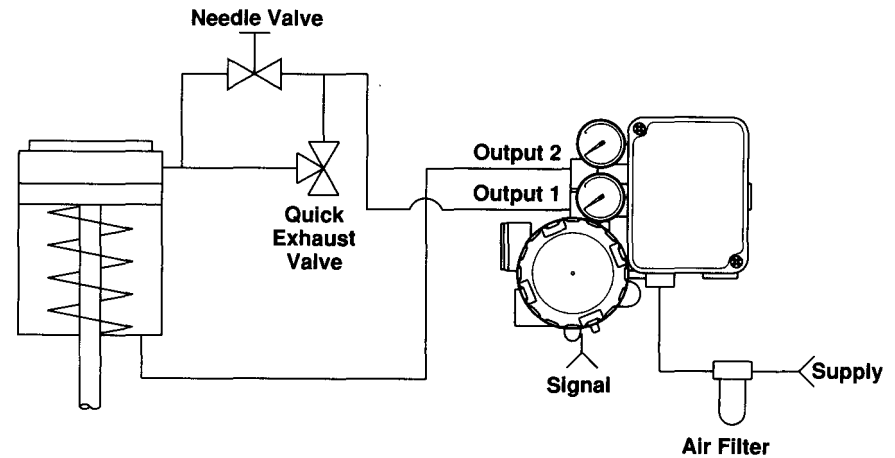 Needle Valve
Output 2
Output 1
Quick
Exhaust
Valve
Signal
Supply
Air Filter